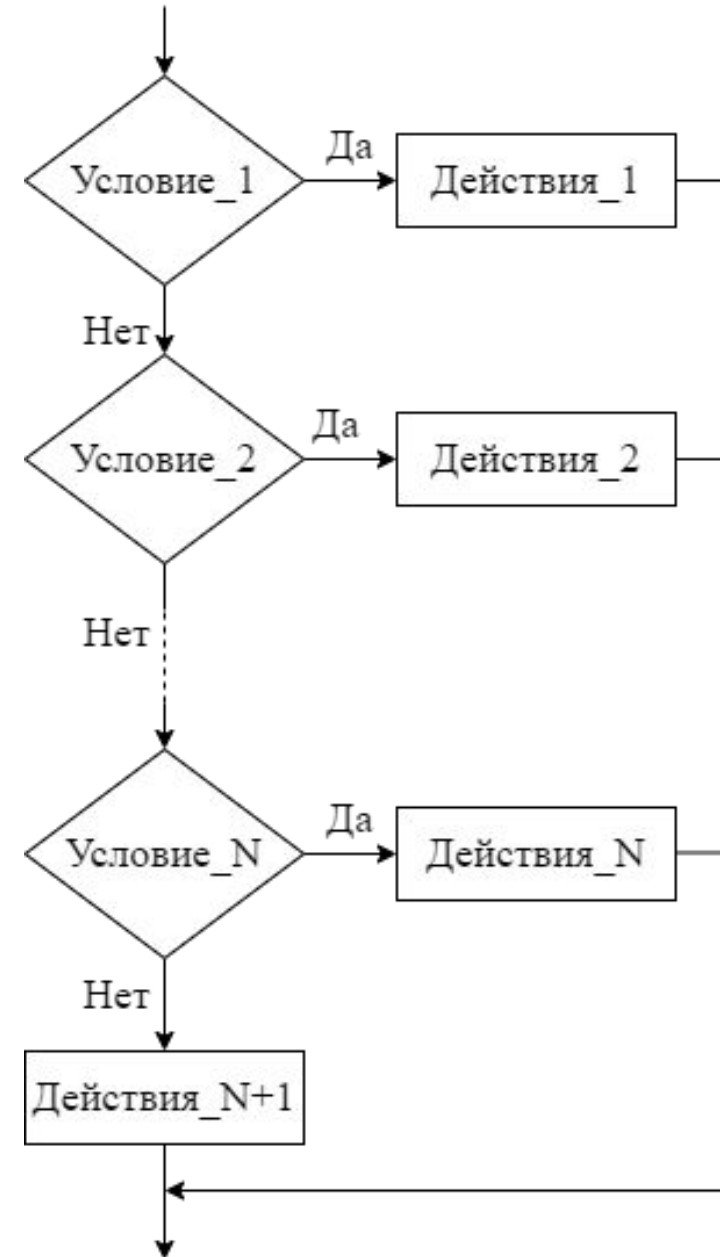 Условие_1
Да
Действия_1
Нет
Условие_2
Да
Действия_2
Нет
Условие_N
Да
Действия_N
Нет
Действия_N+1